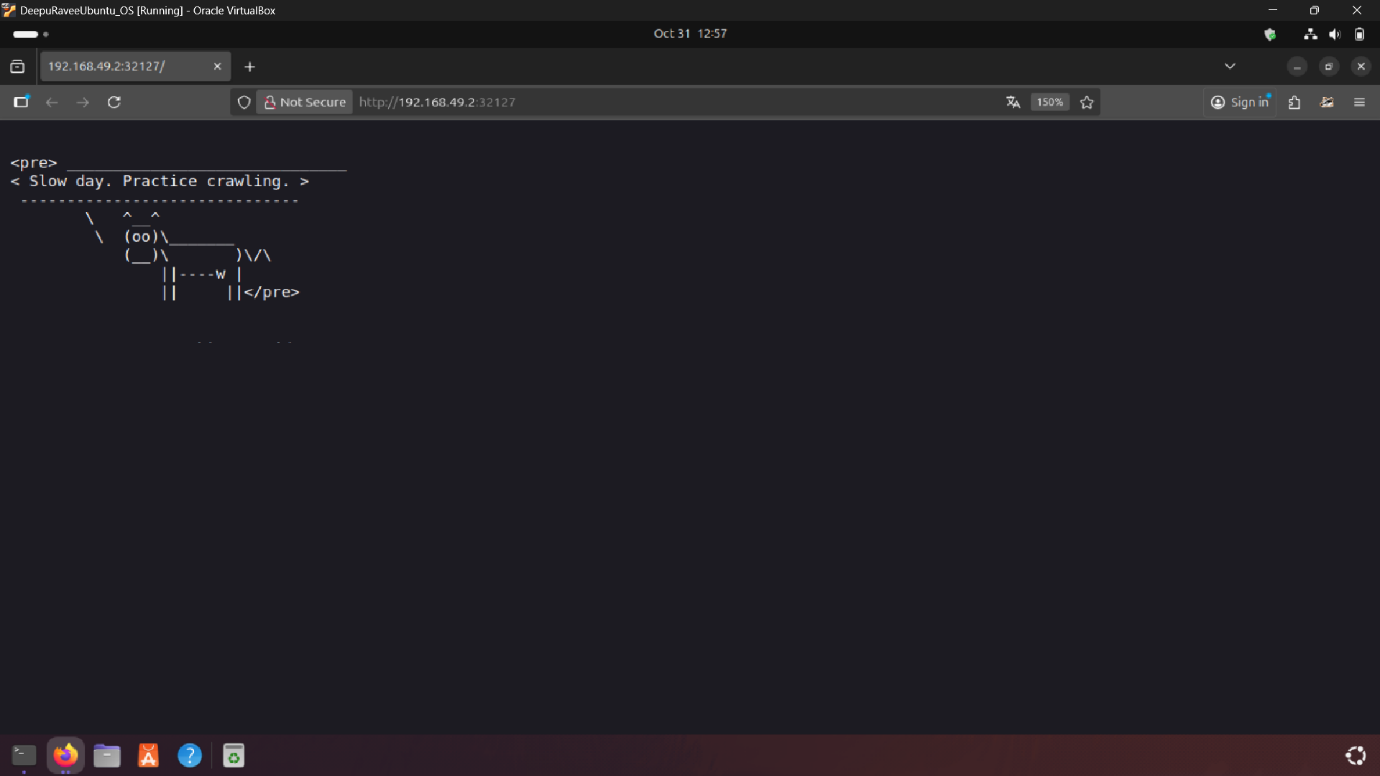 DeepuRaveeUbuntu_OS [Running] - Oracle VirtualBox
Oct 31 12:57
192.168.49.2:32127/
Not Secure http://192.168.49.2:32127 150% Sign in
<pre> ______________________________
< Slow day. Practice crawling. >
 ------------------------------
        \   ^__^
         \  (oo)\_______
            (__)\       )\/\
                ||----w |
                ||     ||</pre>